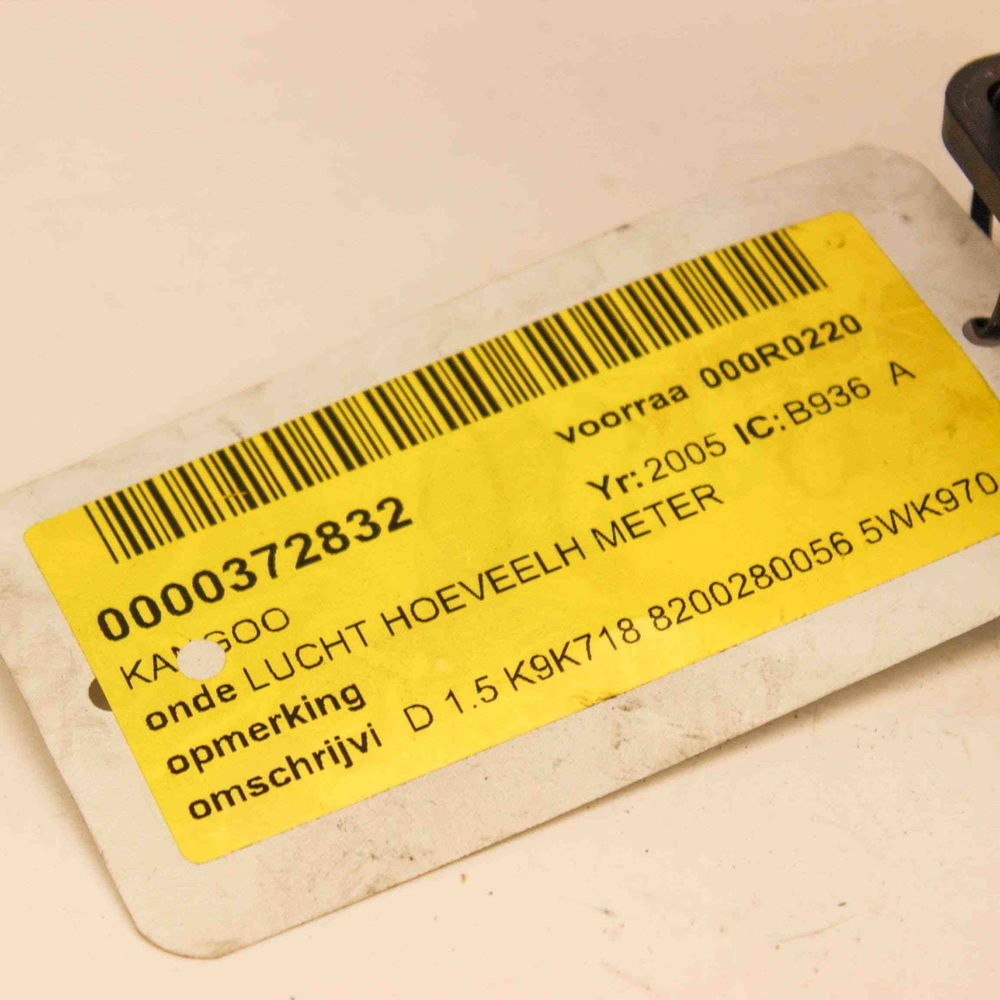 voorraa 000R0220
0000372832
Yr: 2005 IC: B936 A
KANGOO
onde LUCHT HOEVEELH METER
opmerking
omschrijvi D 1.5 K9K718 8200280056 5WK970